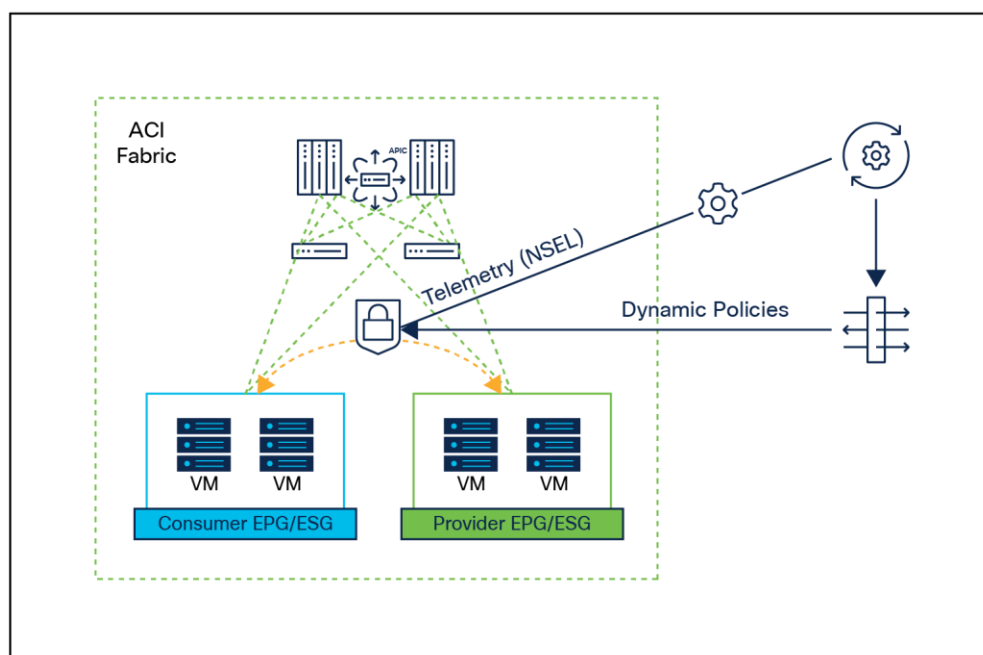 ACI
Fabric
APIC
Telemetry (NSEL)
Dynamic Policies
VM
VM
VM
VM
Consumer EPG/ESG
Provider EPG/ESG